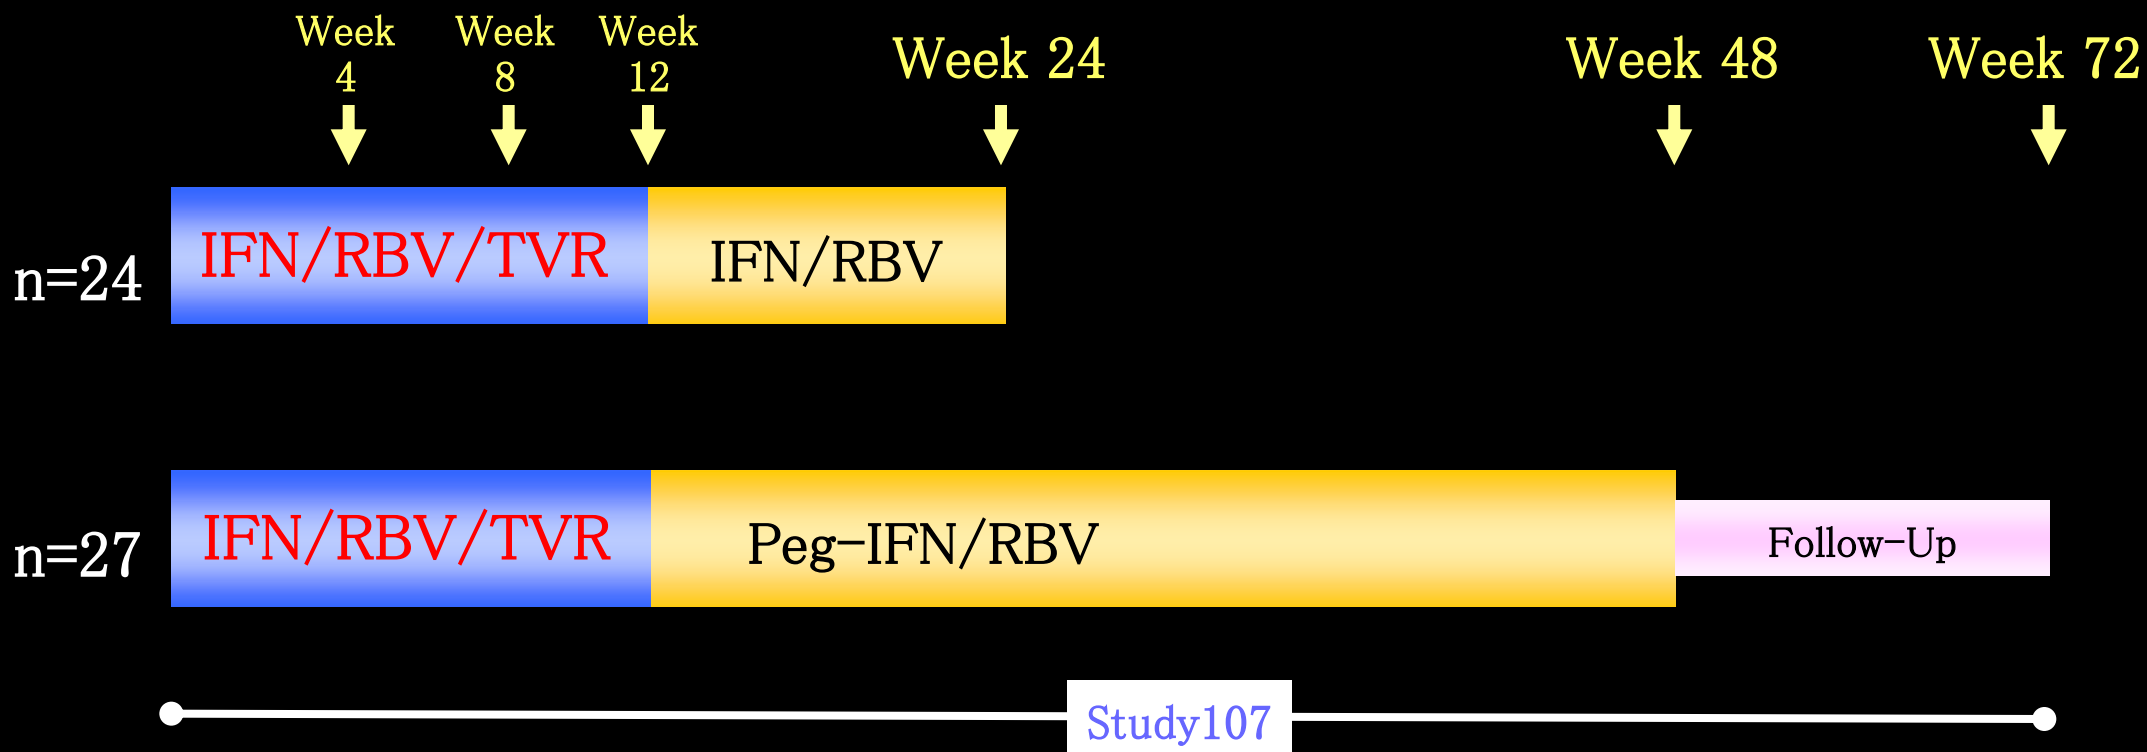 Week
4
Week
8
Week
12
Week 24
Week 48
Week 72
n=24
IFN/RBV/TVR
IFN/RBV
n=27
IFN/RBV/TVR
Peg-IFN/RBV
Follow-Up
Study107